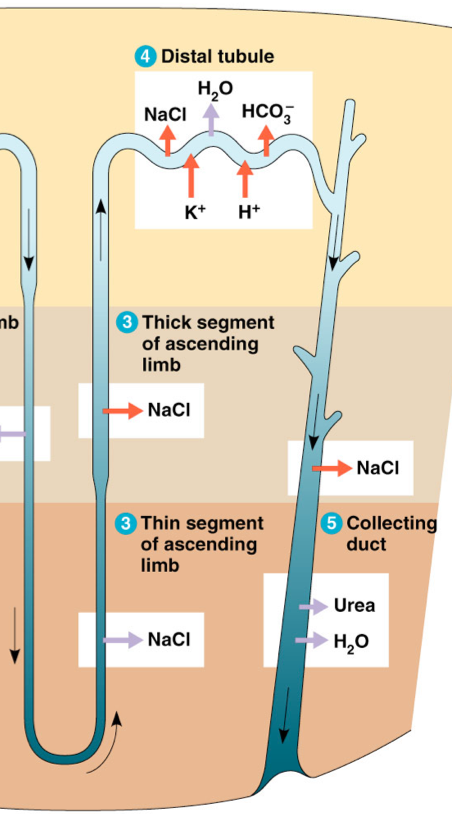 4 Distal tubule
H₂O
NaCl
HCO₃⁻
K⁺
H⁺
mb
3 Thick segment
of ascending
limb
NaCl
NaCl
3 Thin segment
of ascending
limb
5 Collecting
duct
NaCl
Urea
H₂O